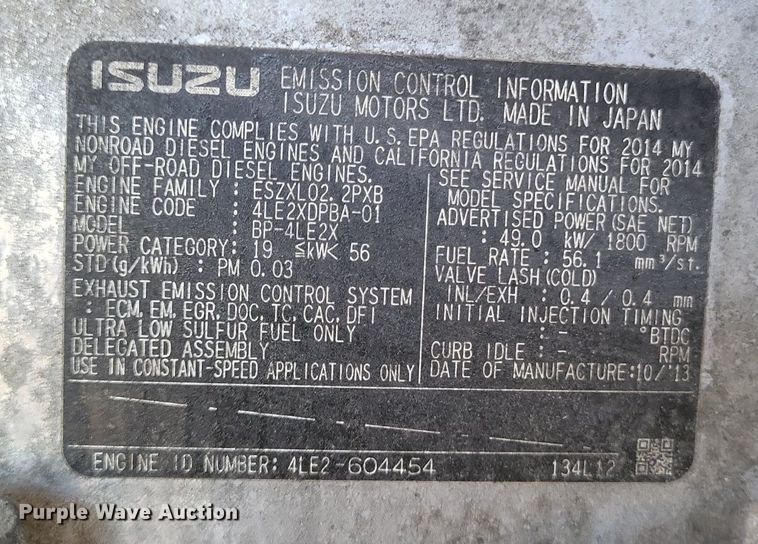 ISUZU EMISSION CONTROL INFORMATION
ISUZU MOTORS LTD. MADE IN JAPAN
THIS ENGINE COMPLIES WITH U.S.EPA REGULATIONS FOR 2014 MY
NONROAD DIESEL ENGINES AND CALIFORNIA REGULATIONS FOR 2014
MY OFF-ROAD DIESEL ENGINES.
ENGINE FAMILY : ESZXL02.2PXB
ENGINE CODE : 4LE2XDPBA-01
MODEL : BP-4LE2X
POWER CATEGORY: 19 ≦kW< 56
STD(g/kWh) : PM 0.03
EXHAUST EMISSION CONTROL SYSTEM
: ECM, EM, EGR, DOC, TC, CAC, DFI
ULTRA LOW SULFUR FUEL ONLY
DELEGATED ASSEMBLY
USE IN CONSTANT-SPEED APPLICATIONS ONLY
SEE SERVICE MANUAL FOR
MODEL SPECIFICATIONS.
ADVERTISED POWER(SAE NET)
: 49.0 kW/ 1800 RPM
FUEL RATE : 56.1 mm³/st.
VALVE LASH(COLD)
INL/EXH : 0.4 / 0.4 mm
INITIAL INJECTION TIMING
: - °BTDC
CURB IDLE : - RPM
DATE OF MANUFACTURE:10/'13
ENGINE ID NUMBER: 4LE2-604454
134L12
Purple Wave Auction